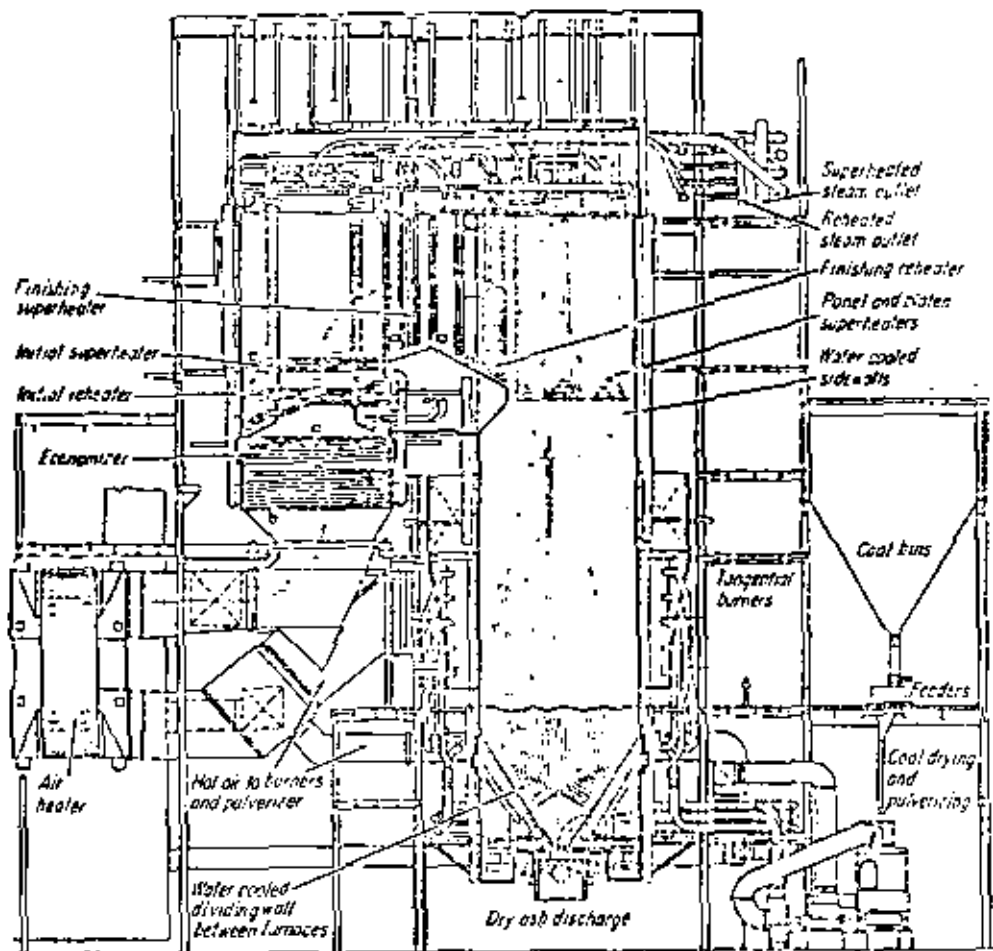 Superheated
steam outlet
Reheated
steam outlet
Finishing reheater
Panel and platen
superheaters
Water cooled
sidewalls
Finishing
superheater
Initial superheater
Initial reheater
Economizer
Coal bins
Tangential
burners
Feeders
Coal drying
and
pulverizing
Air
heater
Hot air to burners
and pulverizer
Water cooled
dividing wall
between furnaces
Dry ash discharge